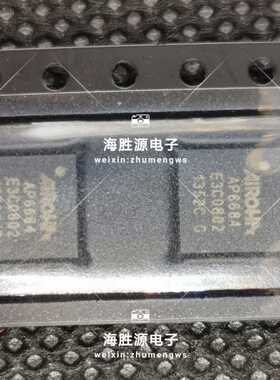 海胜源电子
weixin:zhumengws
AIROHA
AP668A
E3C0802
1352C G
海胜源电子
weixin:zhumengws